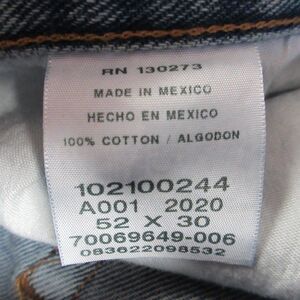 RN 130273
MADE IN MEXICO
HECHO EN MEXICO
100% COTTON / ALGODON
102100244
A001 2020
52 X 30
70069649-006
083622098532